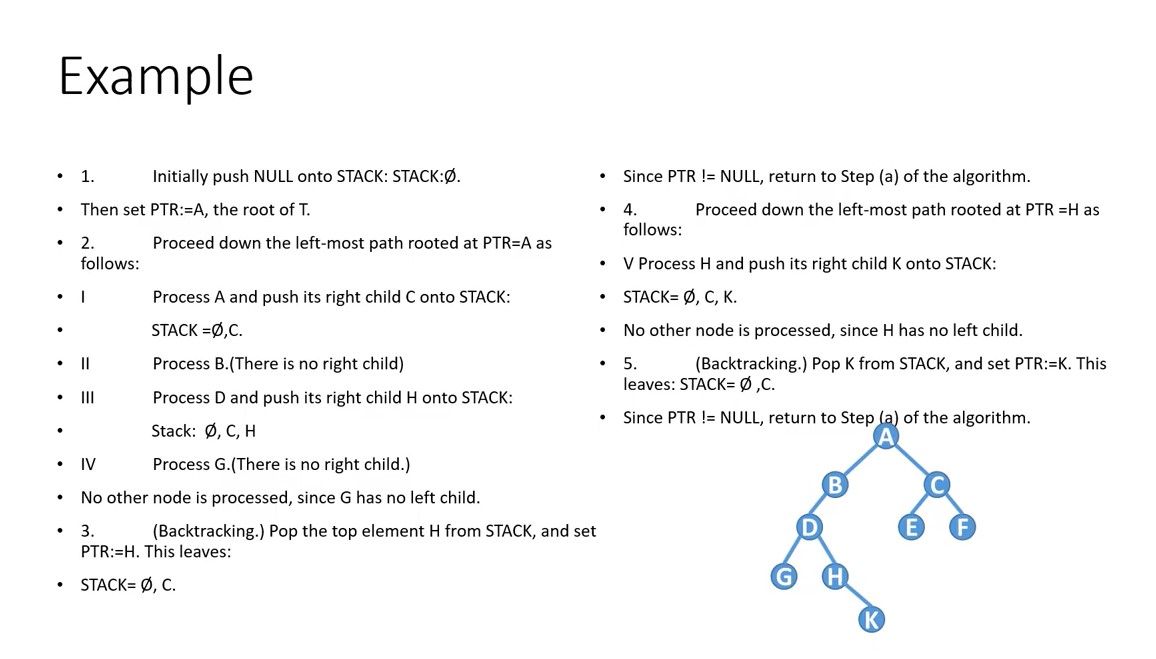 Example
• 1. Initially push NULL onto STACK: STACK:Ø.
• Then set PTR:=A, the root of T.
• 2. Proceed down the left-most path rooted at PTR=A as
follows:
• I Process A and push its right child C onto STACK:
• STACK =Ø,C.
• II Process B.(There is no right child)
• III Process D and push its right child H onto STACK:
• Stack: Ø, C, H
• IV Process G.(There is no right child.)
• No other node is processed, since G has no left child.
• 3. (Backtracking.) Pop the top element H from STACK, and set
PTR:=H. This leaves:
• STACK= Ø, C.
• Since PTR != NULL, return to Step (a) of the algorithm.
• 4. Proceed down the left-most path rooted at PTR =H as
follows:
• V Process H and push its right child K onto STACK:
• STACK= Ø, C, K.
• No other node is processed, since H has no left child.
• 5. (Backtracking.) Pop K from STACK, and set PTR:=K. This
leaves: STACK= Ø ,C.
• Since PTR != NULL, return to Step (a) of the algorithm.
A
B C
D E F
G H
K